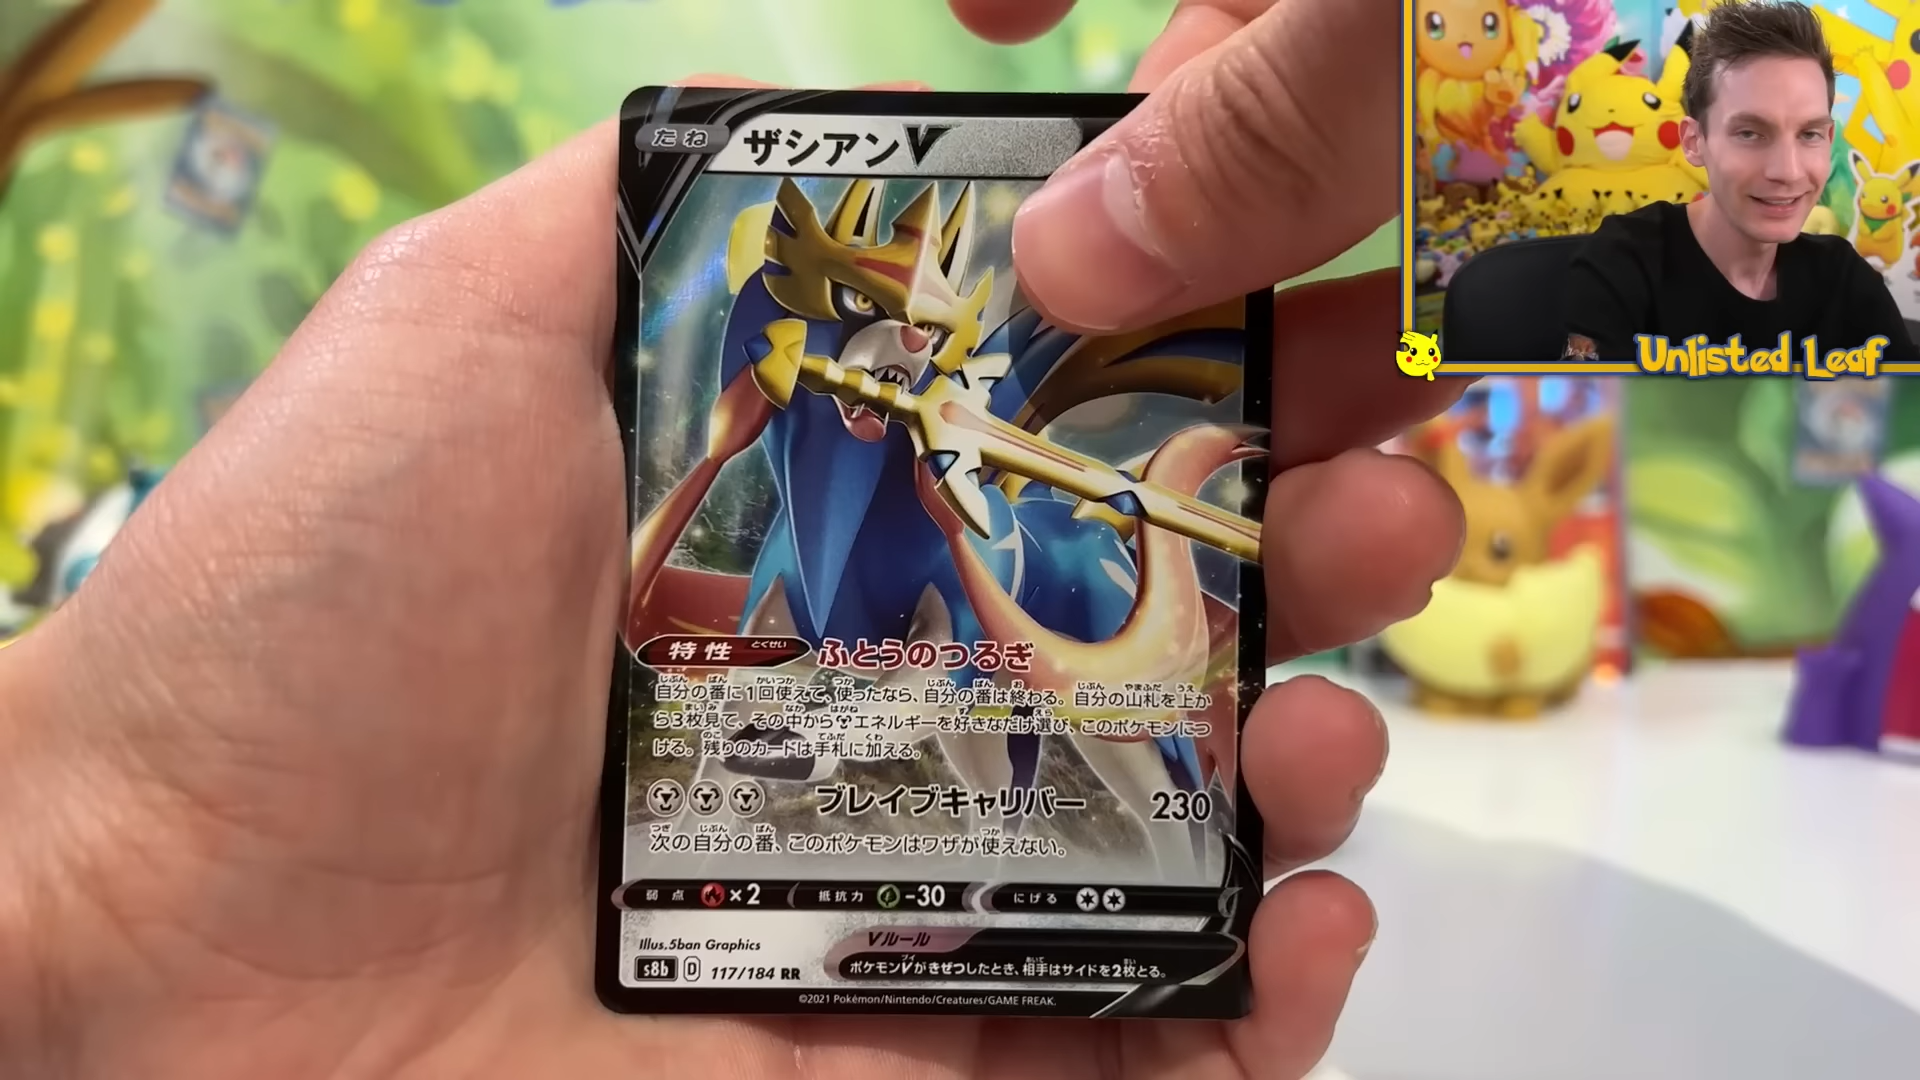 たね ザシアンV
Unlisted Leaf
特性 とくせい ふとうのつるぎ
自分の番に1回使えて、使ったなら、自分の番は終わる。自分の山札を上か
ら3枚見て、その中からエネルギーを好きなだけ選び、このポケモンにつ
ける。残りのカードは手札に加える。
ブレイブキャリバー 230
次の自分の番、このポケモンはワザが使えない。
弱点 ×2 抵抗力 -30 にげる
Illus.5ban Graphics
Vルール
s8b D 117/184 RR
ポケモンVがきぜつしたとき、相手はサイドを2枚とる。
©2021 Pokémon/Nintendo/Creatures/GAME FREAK.